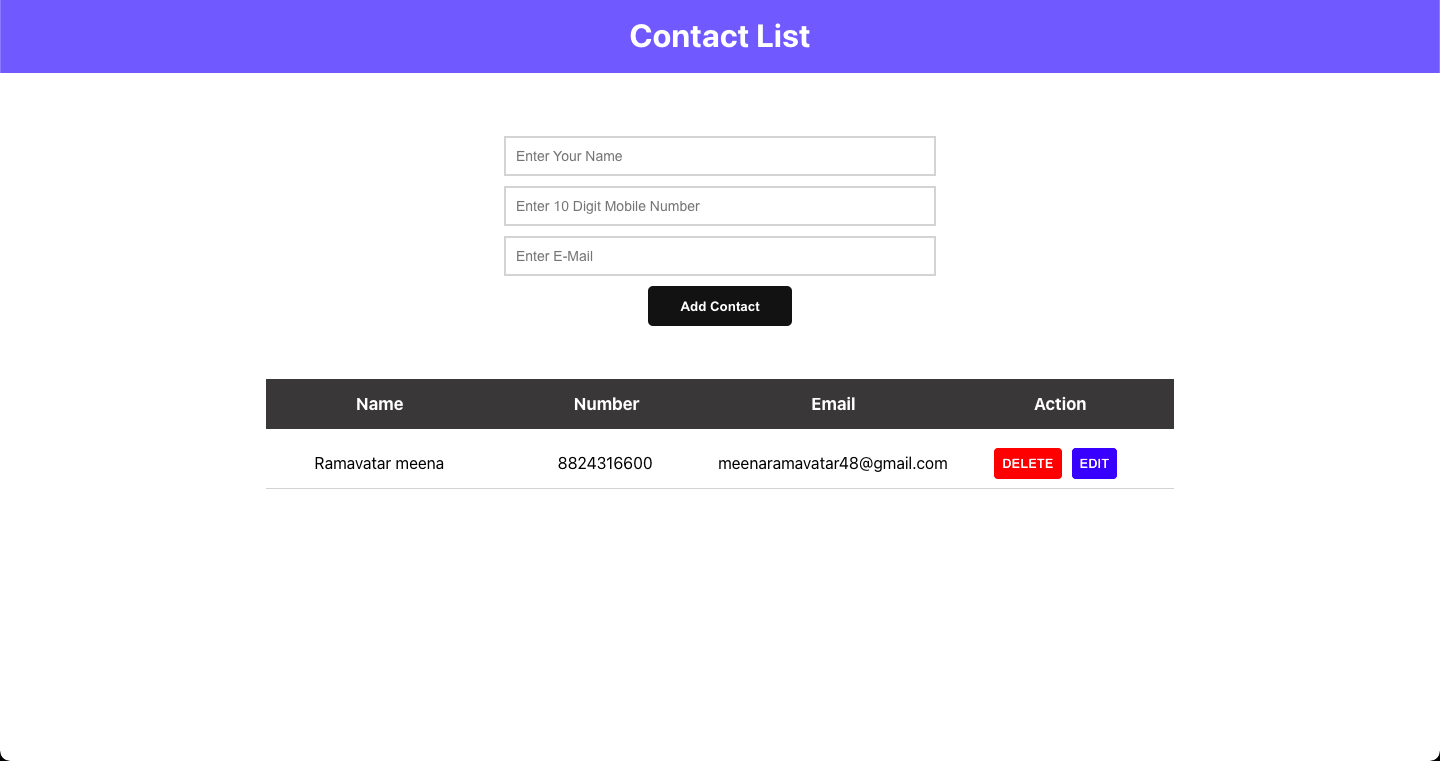 Contact List
Enter Your Name
Enter 10 Digit Mobile Number
Enter E-Mail
Add Contact
Name Number Email Action
Ramavatar meena 8824316600 meenaramavatar48@gmail.com DELETE EDIT